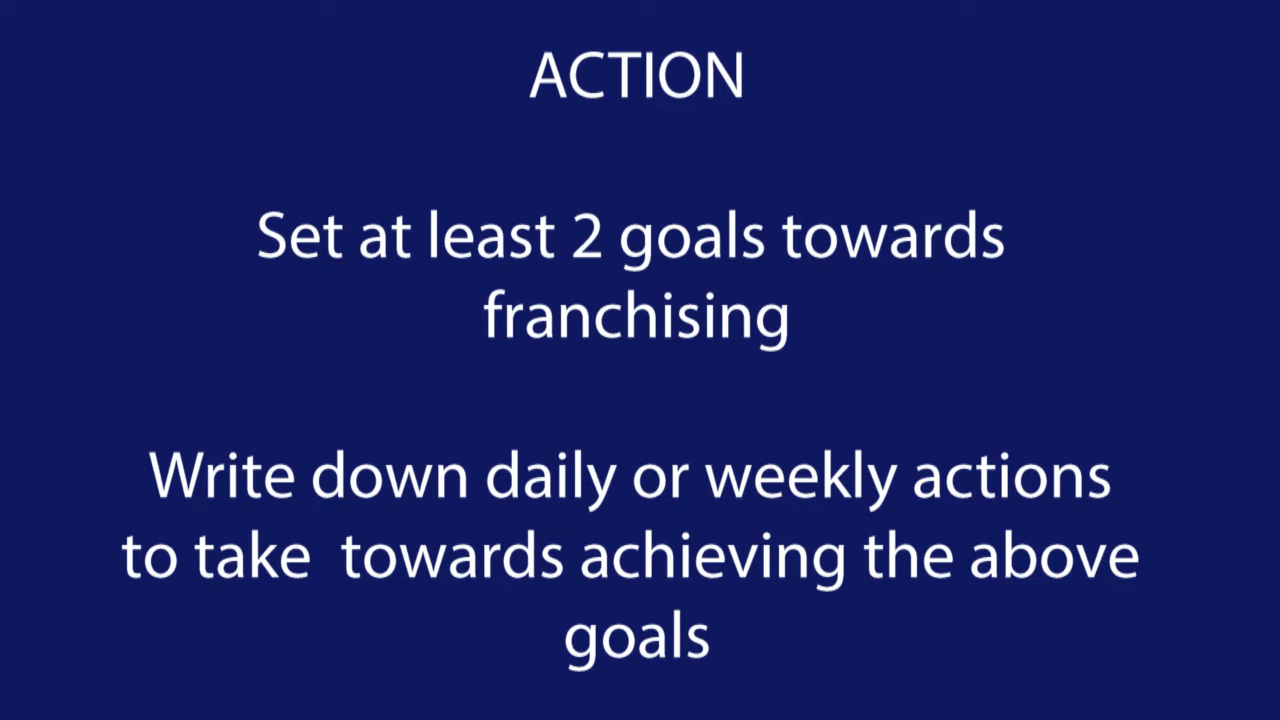 ACTION
Set at least 2 goals towards
franchising
Write down daily or weekly actions
to take  towards achieving the above
goals